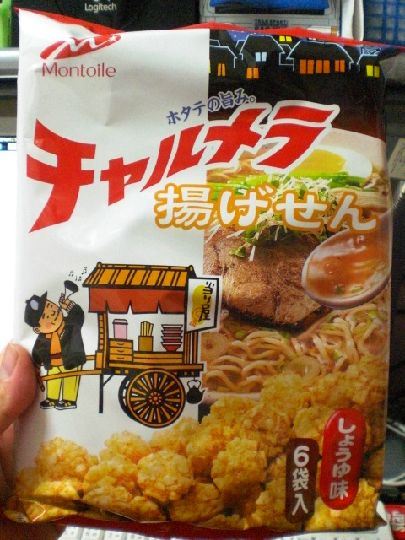 Logitech
Montoile
ホタテの旨み。
チャルメラ
揚げせん
しょうゆ味
6袋入